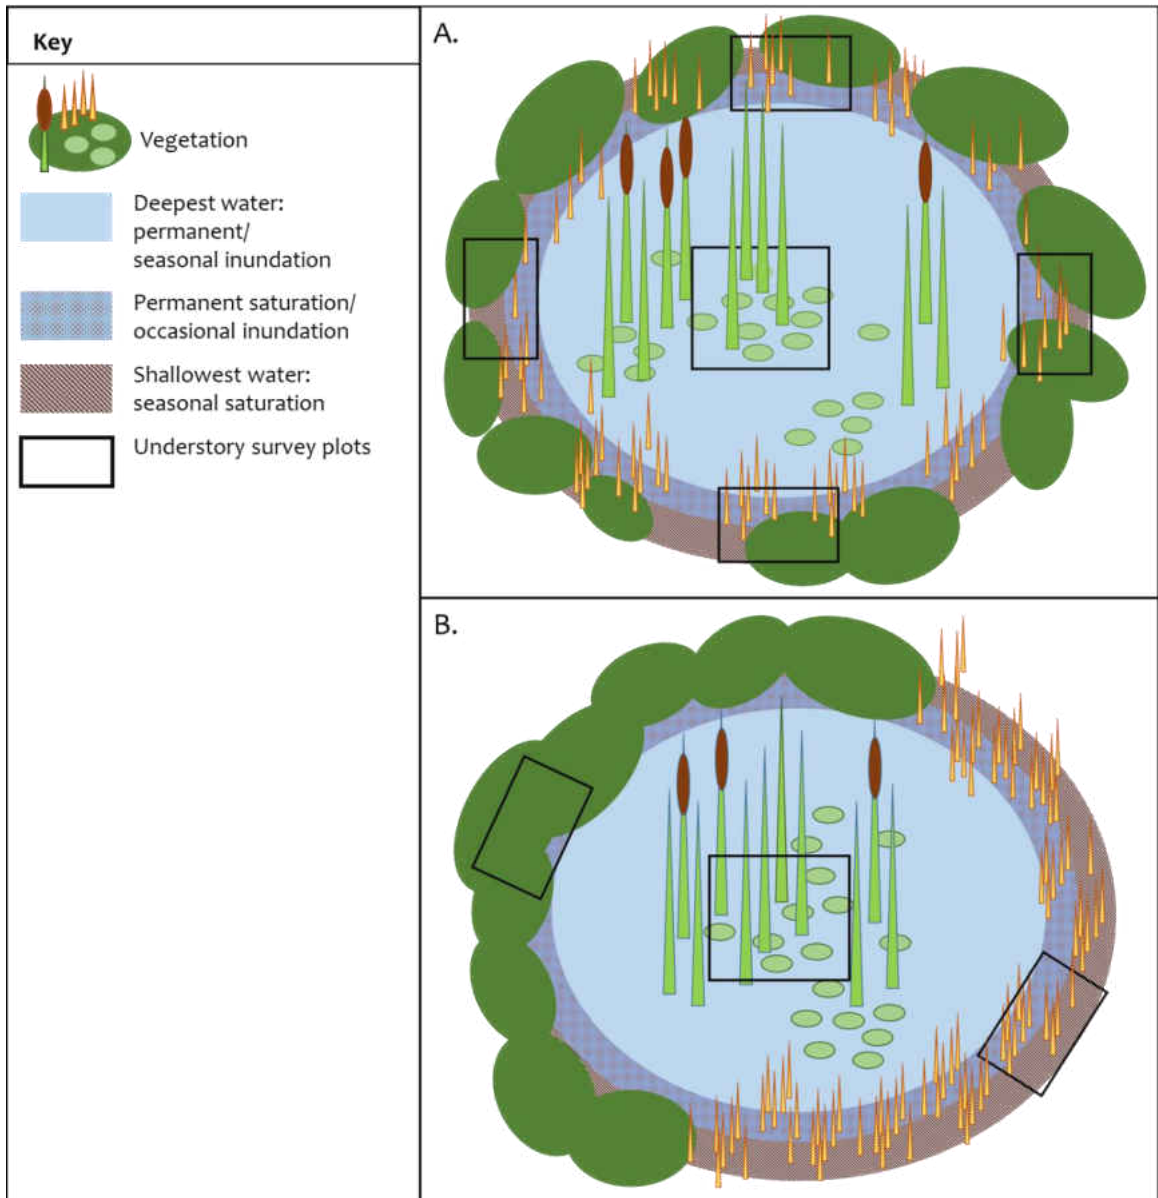 Key
Vegetation
Deepest water:
permanent/
seasonal inundation
Permanent saturation/
occasional inundation
Shallowest water:
seasonal saturation
Understory survey plots
A.
B.